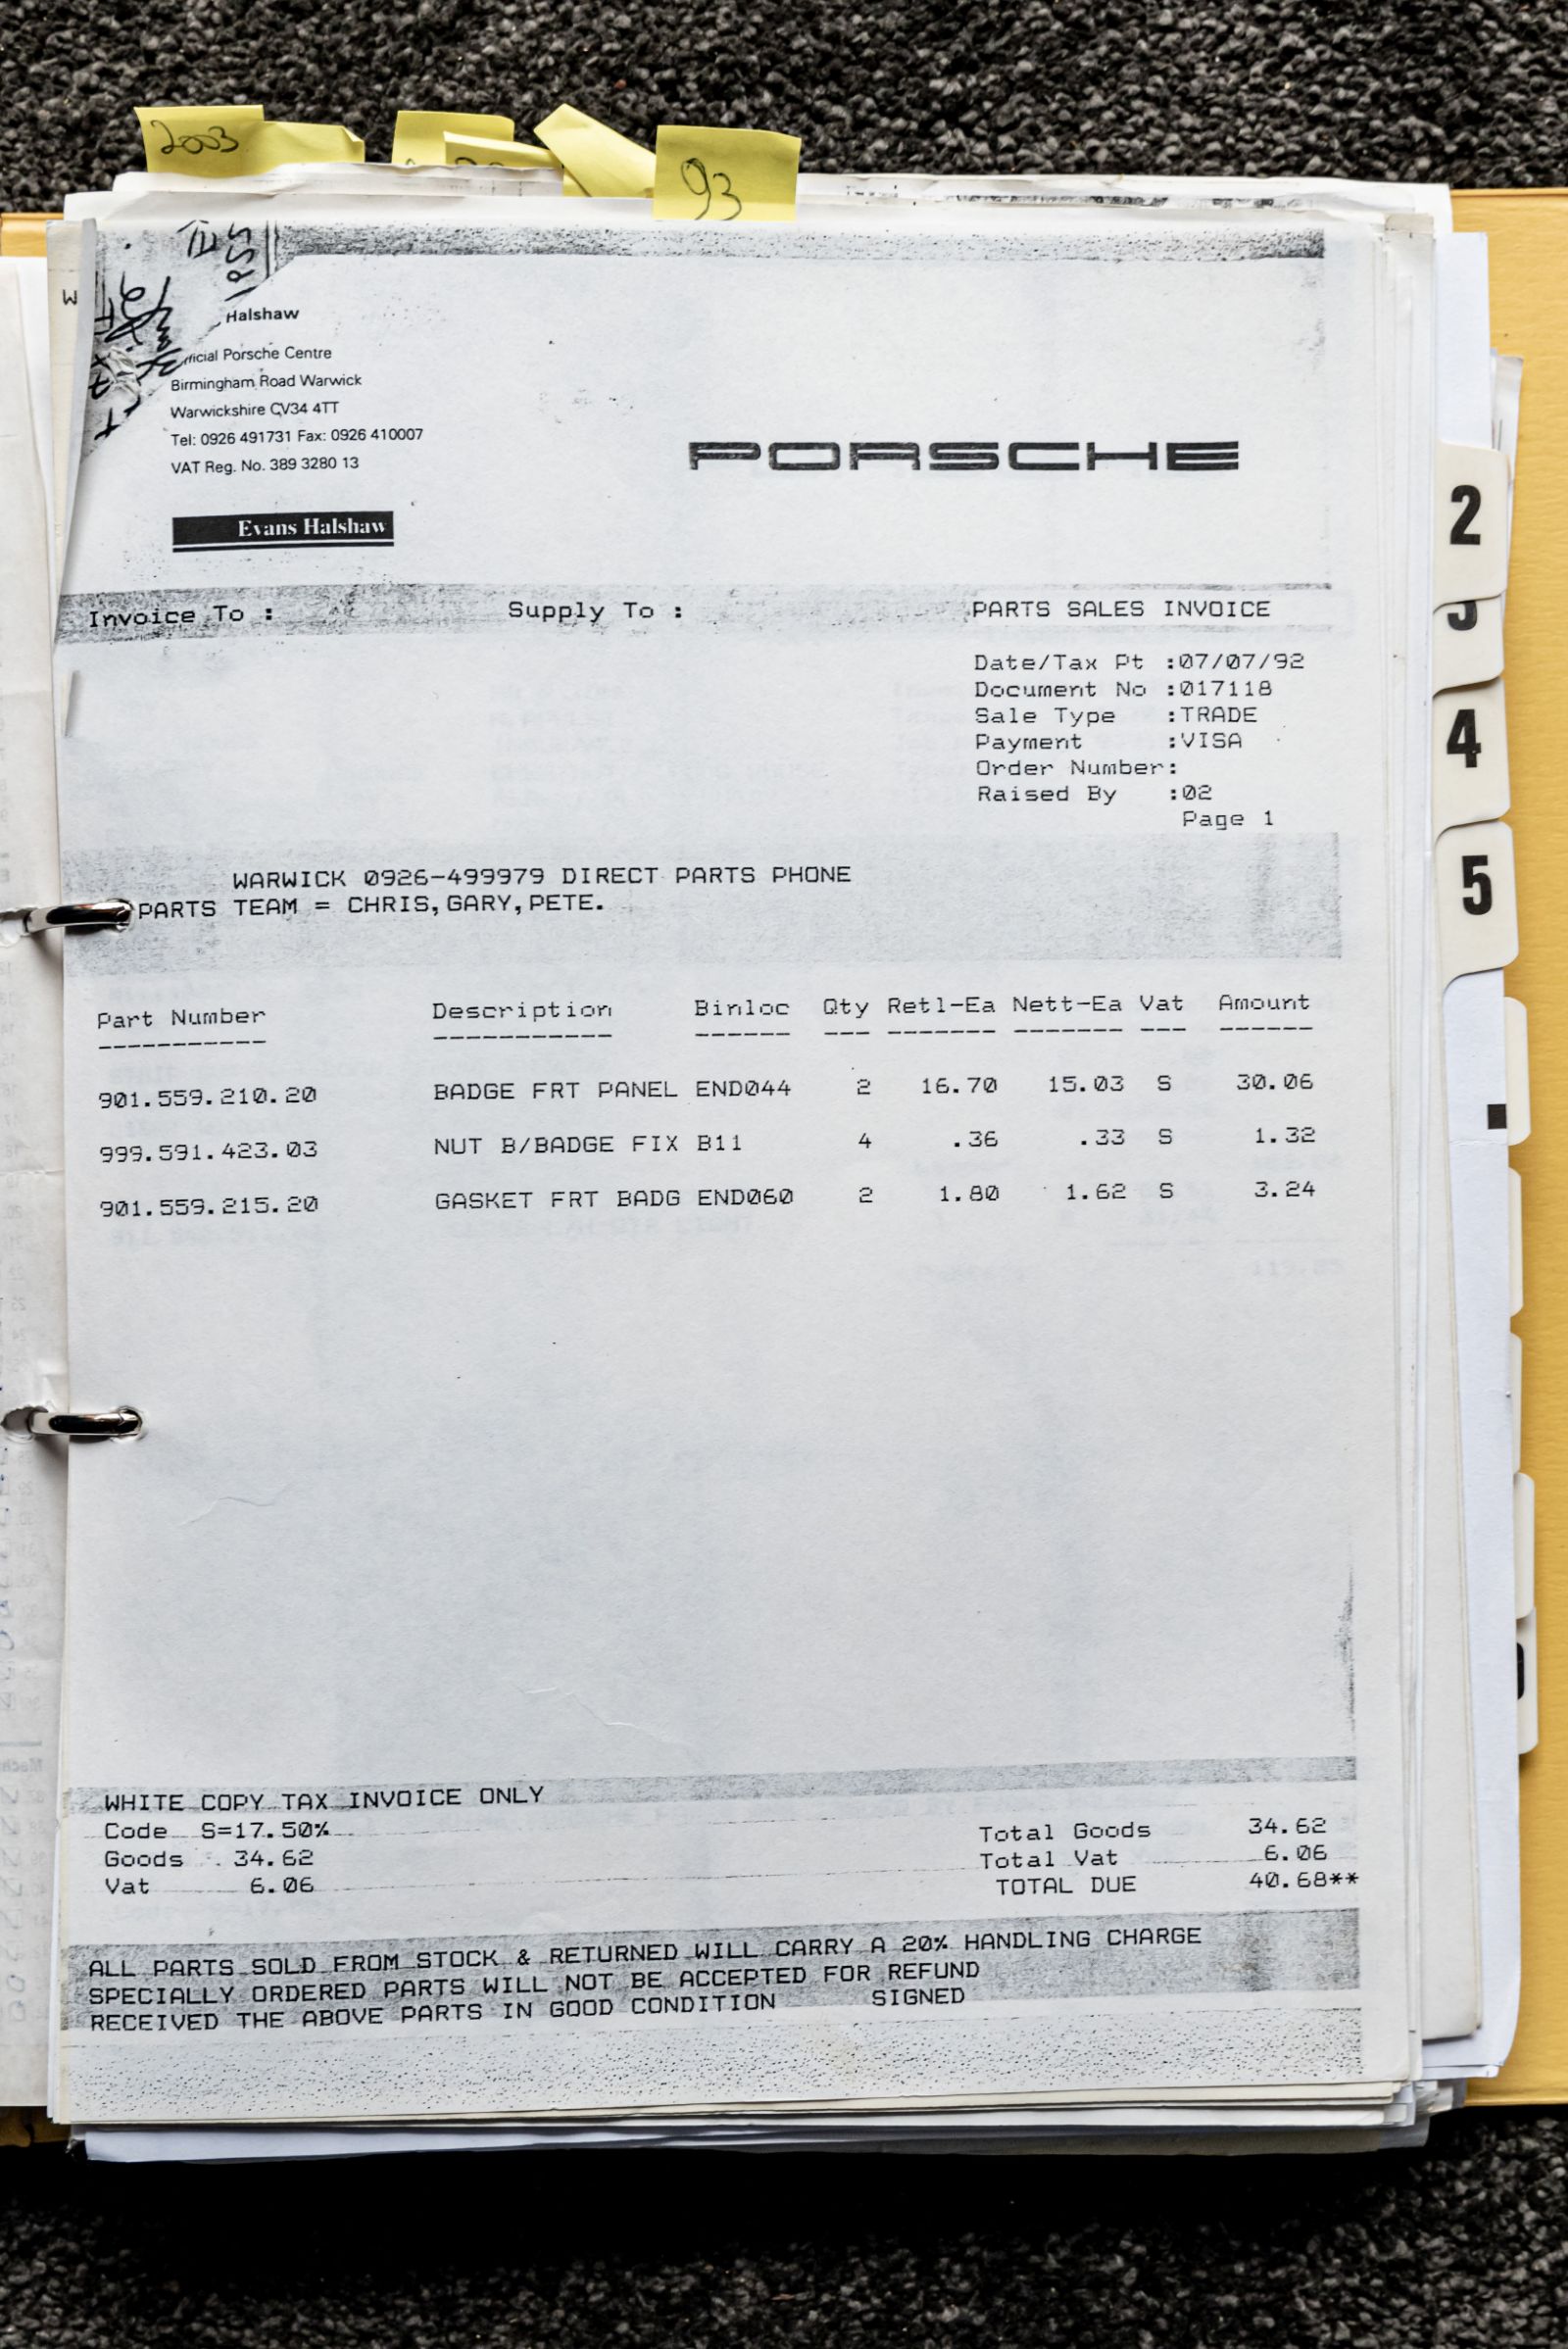 2003
93
1955
Halshaw
Official Porsche Centre
Birmingham Road Warwick
Warwickshire CV34 4TT
Tel: 0926 491731 Fax: 0926 410007
VAT Reg. No. 389 3280 13
PORSCHE
Evans Halshaw
Invoice To : Supply To : PARTS SALES INVOICE
Date/Tax Pt :07/07/92
Document No :017118
Sale Type :TRADE
Payment :VISA
Order Number:
Raised By :02
Page 1
WARWICK 0926-499979 DIRECT PARTS PHONE
PARTS TEAM = CHRIS,GARY,PETE.
Part Number Description Binloc Qty Retl-Ea Nett-Ea Vat Amount
901.559.210.20 BADGE FRT PANEL END044 2 16.70 15.03 S 30.06
999.591.423.03 NUT B/BADGE FIX B11 4 .36 .33 S 1.32
901.559.215.20 GASKET FRT BADG END060 2 1.80 1.62 S 3.24
WHITE COPY TAX INVOICE ONLY
Code S=17.50%
Goods 34.62
Vat 6.06
Total Goods 34.62
Total Vat 6.06
TOTAL DUE 40.68**
ALL PARTS SOLD FROM STOCK & RETURNED WILL CARRY A 20% HANDLING CHARGE
SPECIALLY ORDERED PARTS WILL NOT BE ACCEPTED FOR REFUND
RECEIVED THE ABOVE PARTS IN GOOD CONDITION SIGNED
2
3
4
5